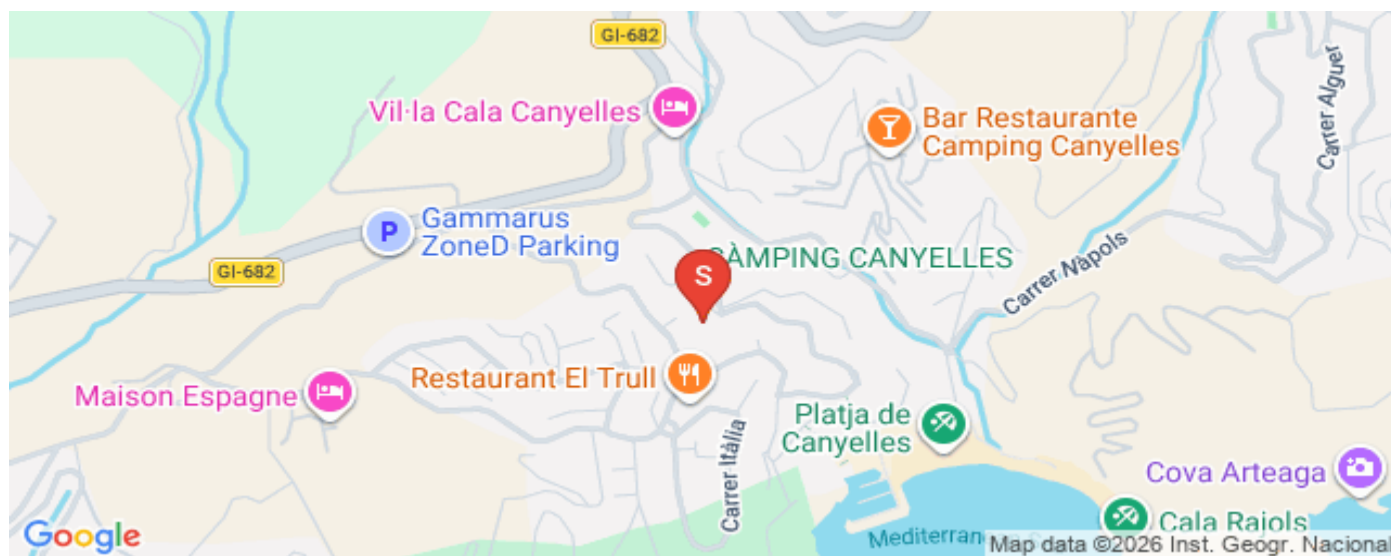 GI-682
Vil·la Cala Canyelles
Bar Restaurante
Camping Canyelles
Carrer Alguer
Gammarus
ZoneD Parking
P
GI-682
CÀMPING CANYELLES
S
Carrer Nàpols
Restaurant El Trull
Maison Espagne
Platja de
Canyelles
Carrer Itàlia
Cova Arteaga
Cala Rajols
Google
Map data ©2026 Inst. Geogr. Nacional